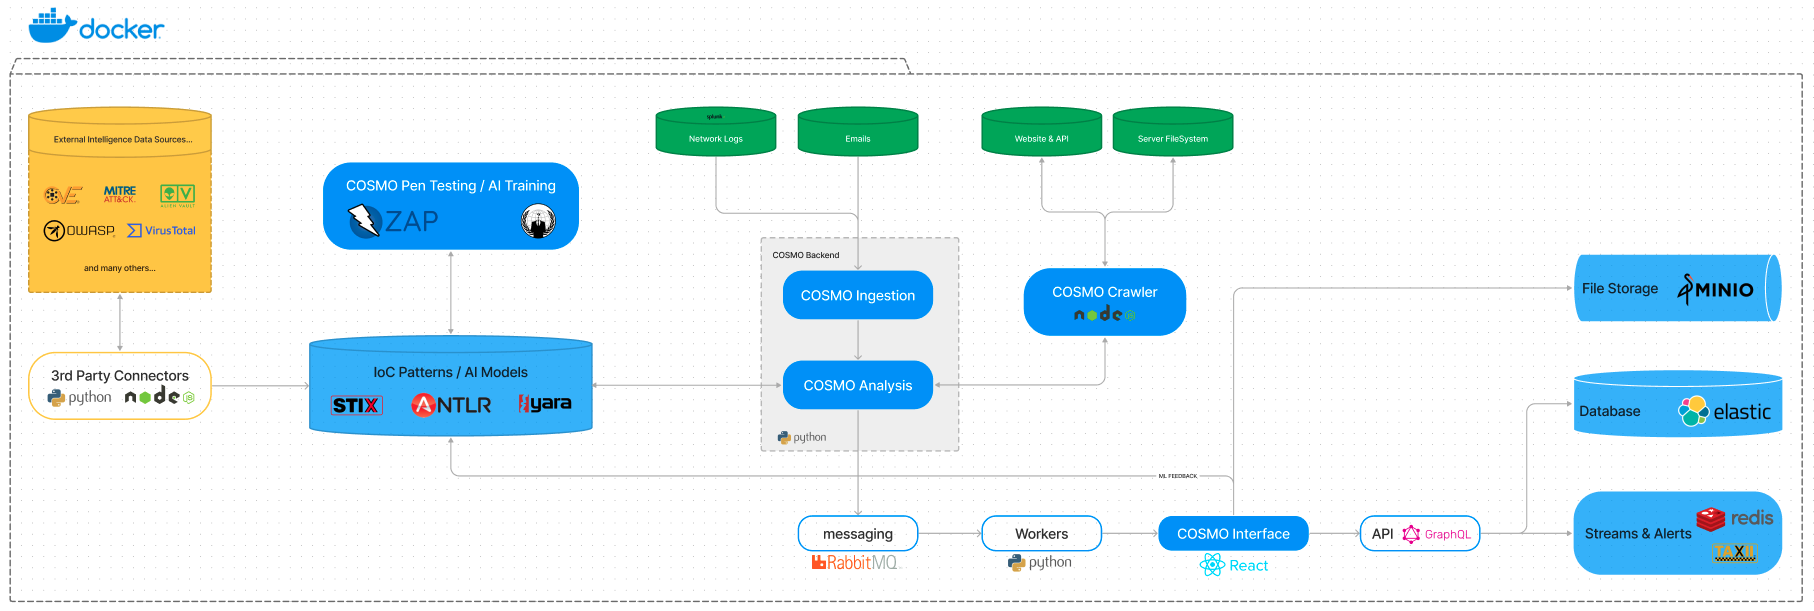 docker
External Intelligence Data Sources...
CVE
MITRE
ATT&CK
ALIEN VAULT
OWASP
VirusTotal
and many others...
3rd Party Connectors
python
node
JS
COSMO Pen Testing / AI Training
ZAP
IoC Patterns / AI Models
STIX
ANTLR
yara
splunk
Network Logs
Emails
Website & API
Server FileSystem
COSMO Backend
COSMO Ingestion
COSMO Analysis
python
COSMO Crawler
node
JS
ML FEEDBACK
messaging
RabbitMQ
Workers
python
COSMO Interface
React
API
GraphQL
File Storage
MINIO
Database
elastic
Streams & Alerts
redis
TAXII